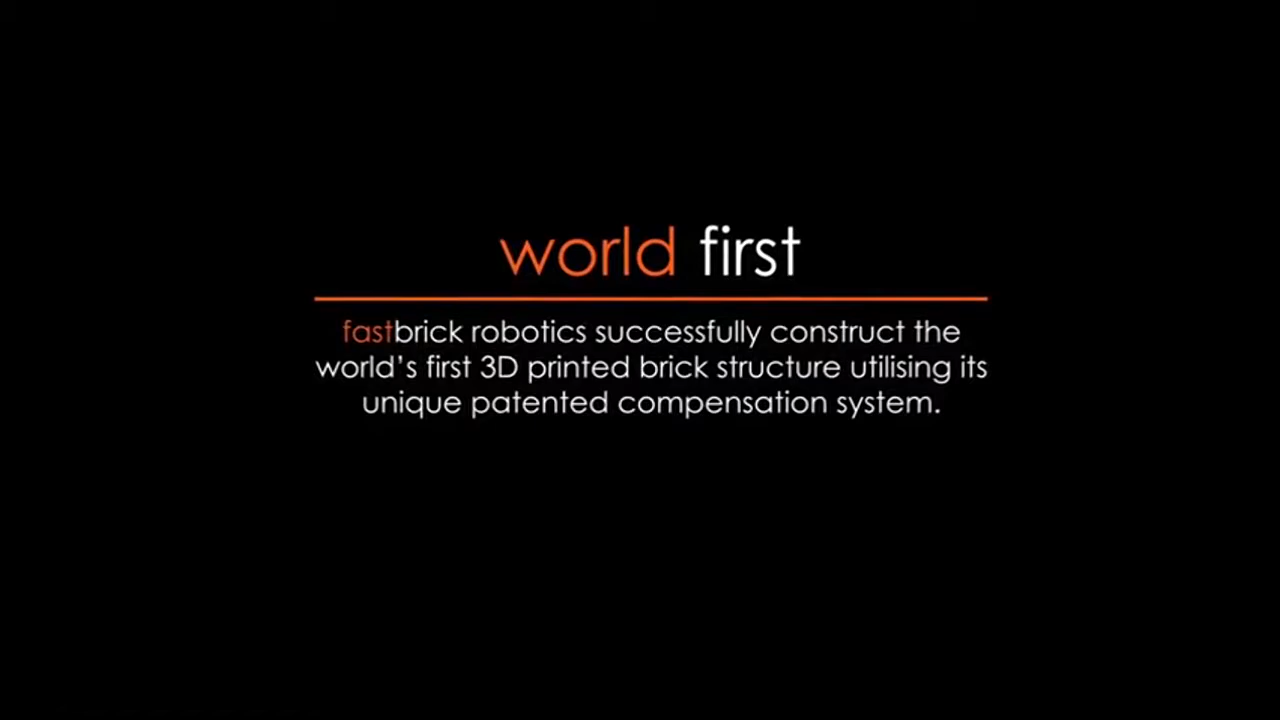 world first
fastbrick robotics successfully construct the
world's first 3D printed brick structure utilising its
unique patented compensation system.